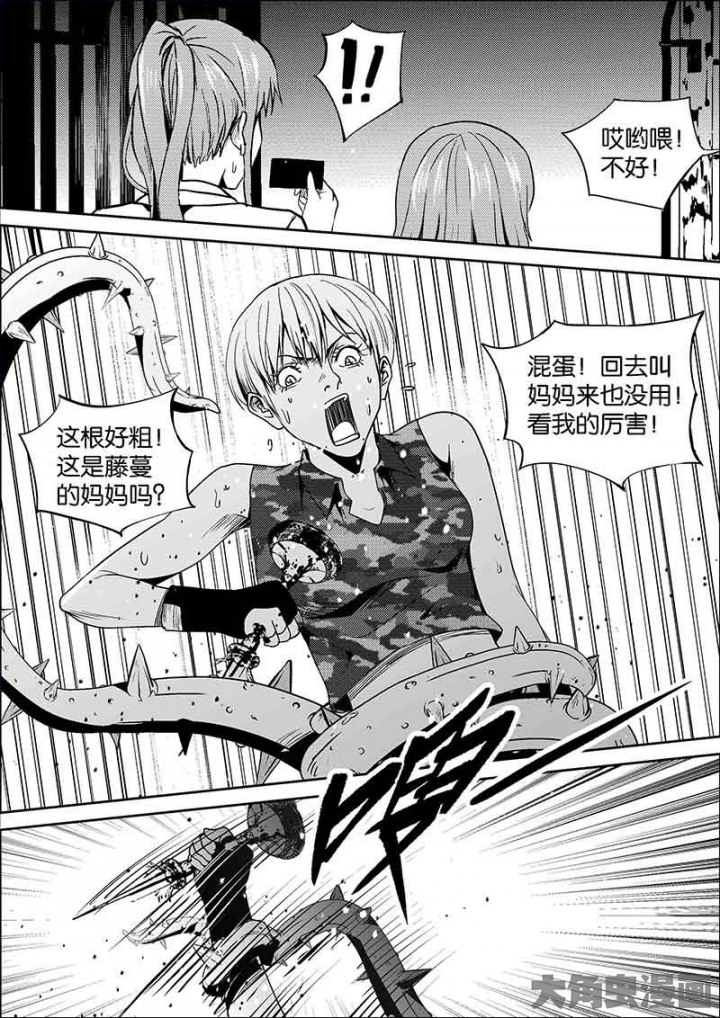 !!
哎哟喂！
不好！
混蛋！回去叫
妈妈来也没用！
看我的厉害！
这根好粗！
这是藤蔓
的妈妈吗？
大角虫漫画